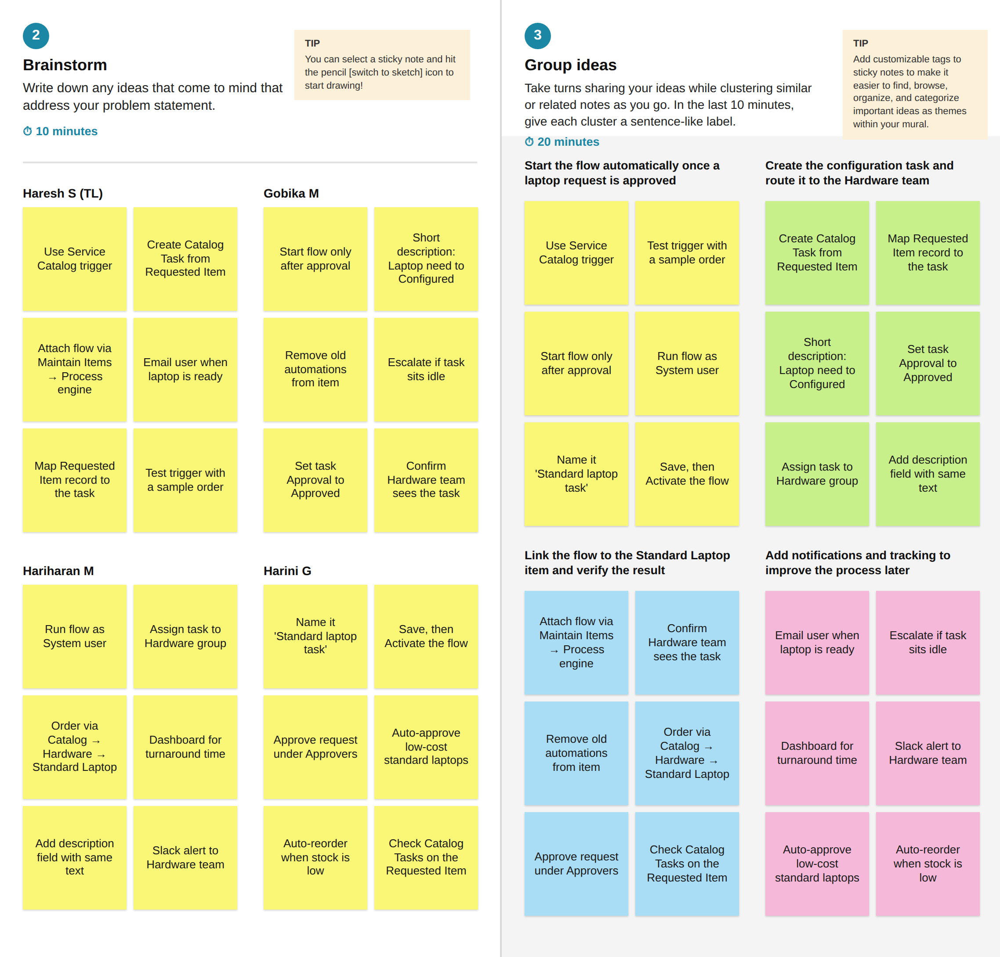 2
Brainstorm
Write down any ideas that come to mind that
address your problem statement.
⏱ 10 minutes
TIP
You can select a sticky note and hit
the pencil [switch to sketch] icon to
start drawing!
Haresh S (TL)
Use Service
Catalog trigger
Create Catalog
Task from
Requested Item
Attach flow via
Maintain Items
→ Process
engine
Email user when
laptop is ready
Map Requested
Item record to
the task
Test trigger with
a sample order
Gobika M
Start flow only
after approval
Short
description:
Laptop need to
Configured
Remove old
automations
from item
Escalate if task
sits idle
Set task
Approval to
Approved
Confirm
Hardware team
sees the task
Hariharan M
Run flow as
System user
Assign task to
Hardware group
Order via
Catalog →
Hardware →
Standard Laptop
Dashboard for
turnaround time
Add description
field with same
text
Slack alert to
Hardware team
Harini G
Name it
'Standard laptop
task'
Save, then
Activate the flow
Approve request
under Approvers
Auto-approve
low-cost
standard laptops
Auto-reorder
when stock is
low
Check Catalog
Tasks on the
Requested Item
3
Group ideas
Take turns sharing your ideas while clustering similar
or related notes as you go. In the last 10 minutes,
give each cluster a sentence-like label.
⏱ 20 minutes
TIP
Add customizable tags to
sticky notes to make it
easier to find, browse,
organize, and categorize
important ideas as themes
within your mural.
Start the flow automatically once a
laptop request is approved
Use Service
Catalog trigger
Test trigger with
a sample order
Start flow only
after approval
Run flow as
System user
Name it
'Standard laptop
task'
Save, then
Activate the flow
Create the configuration task and
route it to the Hardware team
Create Catalog
Task from
Requested Item
Map Requested
Item record to
the task
Short
description:
Laptop need to
Configured
Set task
Approval to
Approved
Assign task to
Hardware group
Add description
field with same
text
Link the flow to the Standard Laptop
item and verify the result
Attach flow via
Maintain Items
→ Process
engine
Confirm
Hardware team
sees the task
Remove old
automations
from item
Order via
Catalog →
Hardware →
Standard Laptop
Approve request
under Approvers
Check Catalog
Tasks on the
Requested Item
Add notifications and tracking to
improve the process later
Email user when
laptop is ready
Escalate if task
sits idle
Dashboard for
turnaround time
Slack alert to
Hardware team
Auto-approve
low-cost
standard laptops
Auto-reorder
when stock is
low